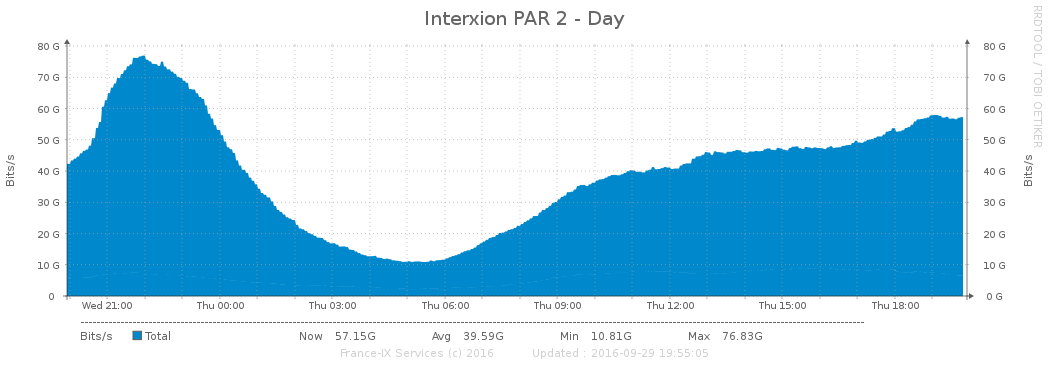 Interxion PAR 2 - Day
RRDTOOL / TOBI OETIKER
Bits/s
80 G
70 G
60 G
50 G
40 G
30 G
20 G
10 G
0
80 G
70 G
60 G
50 G
40 G
30 G
20 G
10 G
0 G
Bits/s
Wed 21:00 Thu 00:00 Thu 03:00 Thu 06:00 Thu 09:00 Thu 12:00 Thu 15:00 Thu 18:00
Bits/s Total Now 57.15G Avg 39.59G Min 10.81G Max 76.83G
France-IX Services (c) 2016 Updated : 2016-09-29 19:55:05